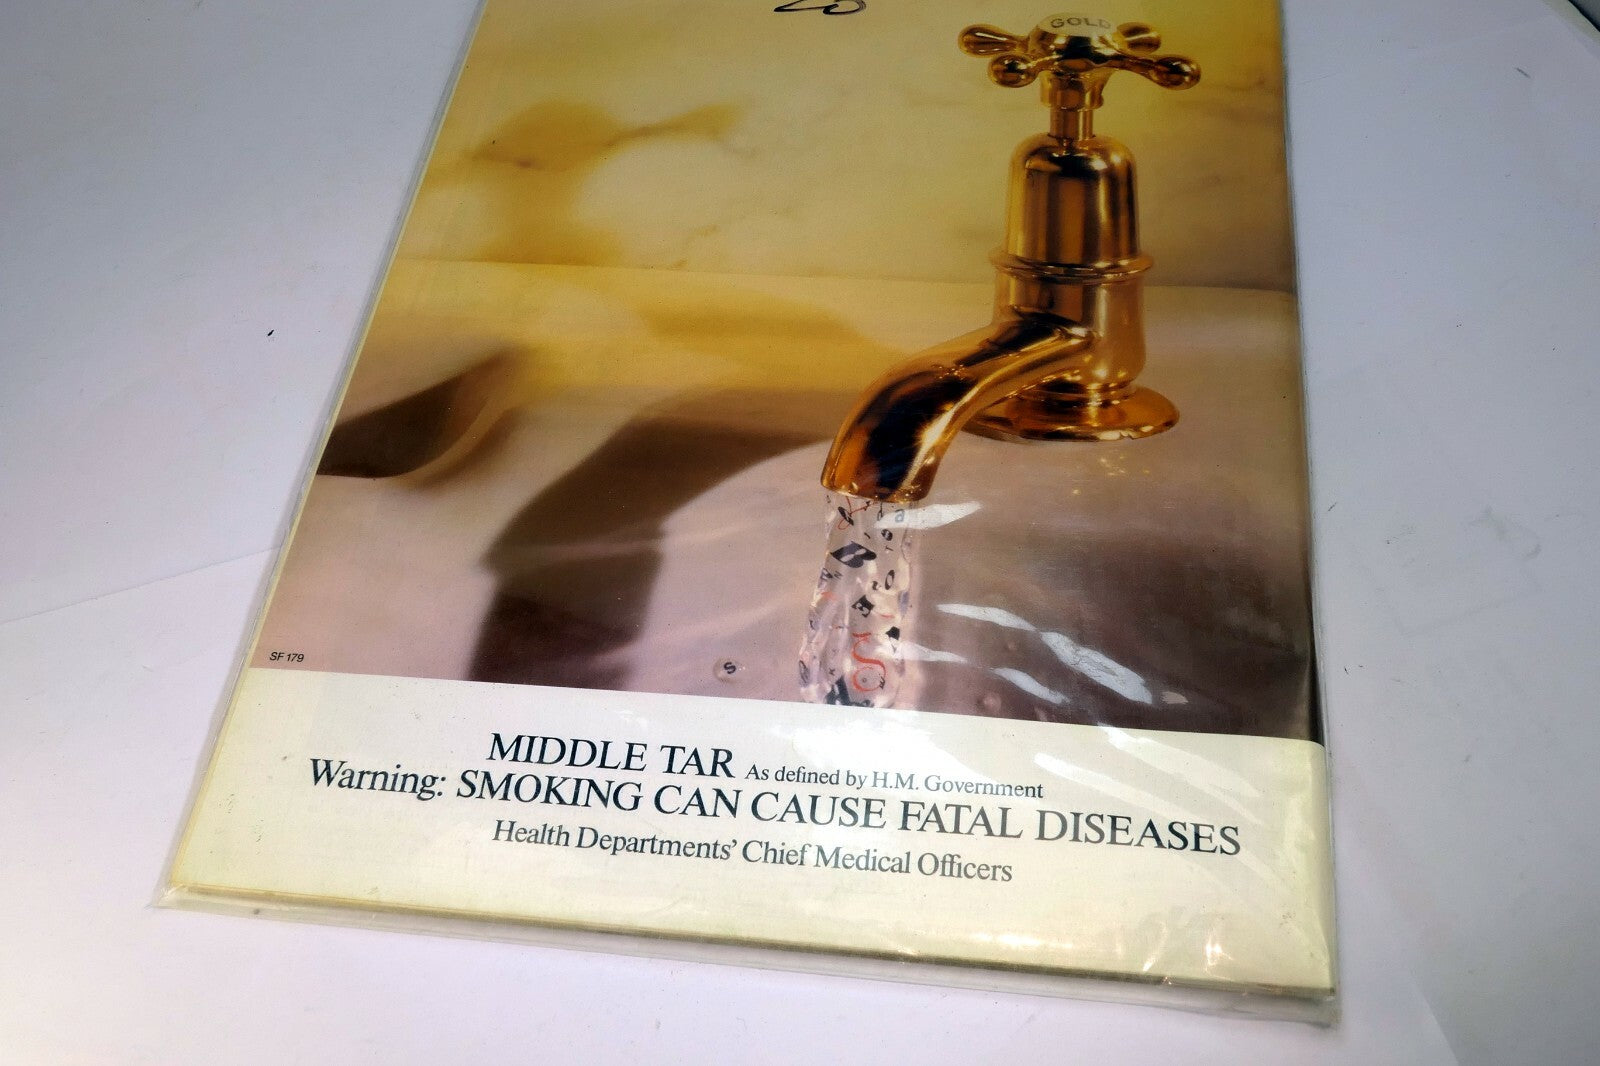 GOLD
a
S
B
E
S
S
SF 179
MIDDLE TAR As defined by H.M. Government
Warning: SMOKING CAN CAUSE FATAL DISEASES
Health Departments' Chief Medical Officers